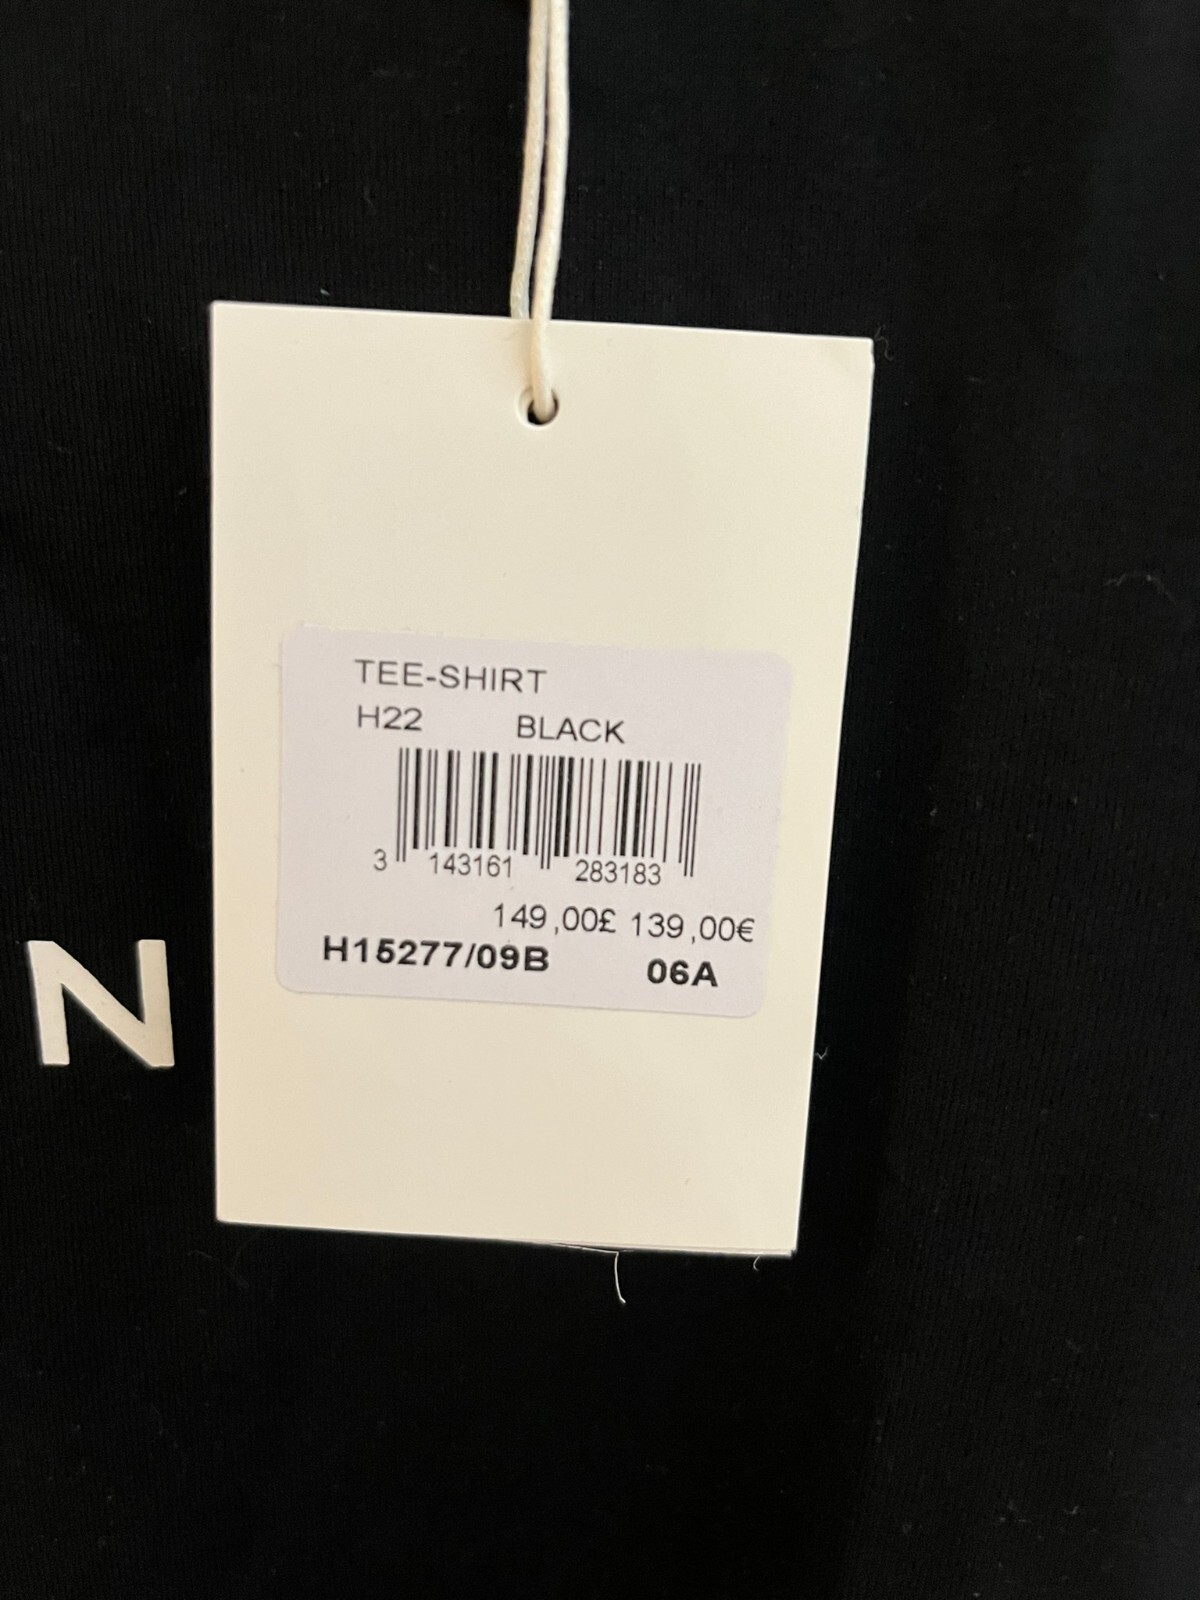 TEE-SHIRT
H22 BLACK
3 143161 283183
149,00£ 139,00€
H15277/09B 06A
N